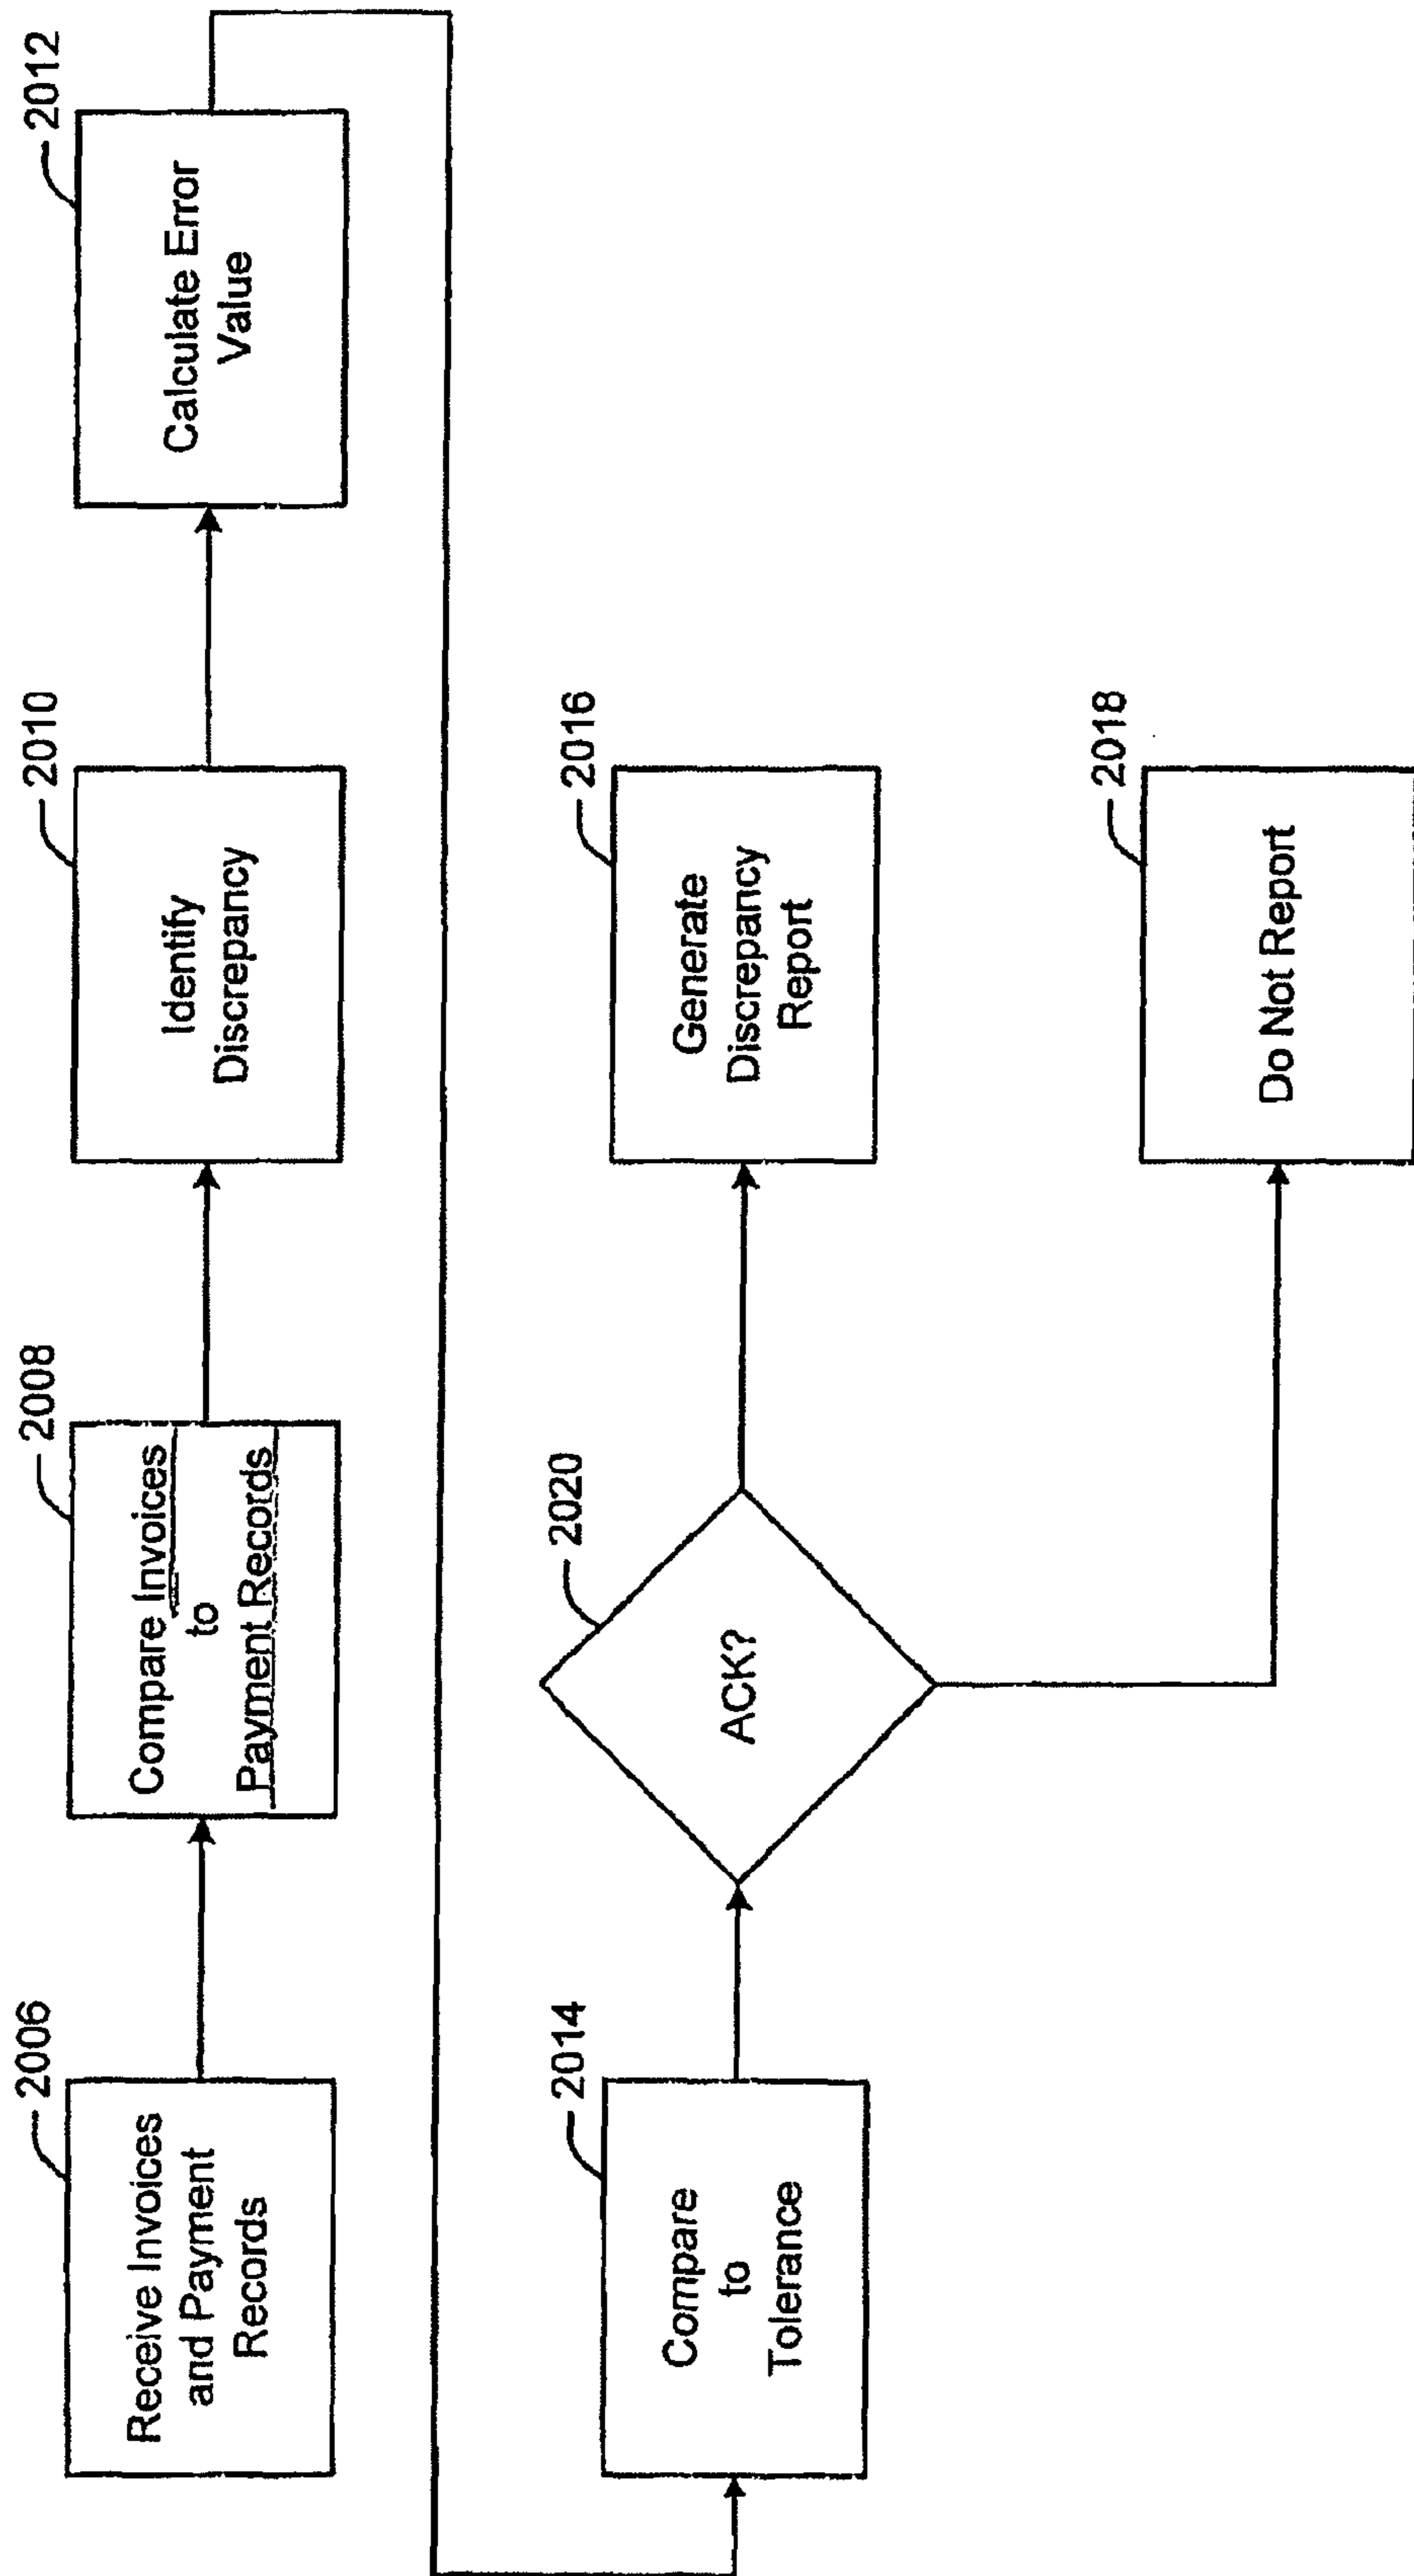 2006
Receive Invoices
and Payment
Records
2008
Compare Invoices
to
Payment Records
2010
Identify
Discrepancy
2012
Calculate Error
Value
2014
Compare
to
Tolerance
2020
ACK?
2016
Generate
Discrepancy
Report
2018
Do Not Report